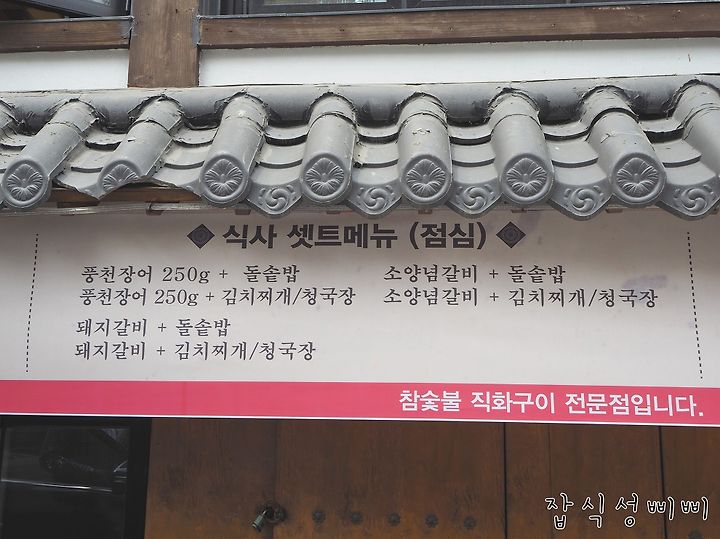 ◈ 식사 셋트메뉴 (점심) ◈
풍천장어 250g + 돌솥밥
풍천장어 250g + 김치찌개/청국장
돼지갈비 + 돌솥밥
돼지갈비 + 김치찌개/청국장
소양념갈비 + 돌솥밥
소양념갈비 + 김치찌개/청국장
참숯불 직화구이 전문점입니다.
잡식성삐삐